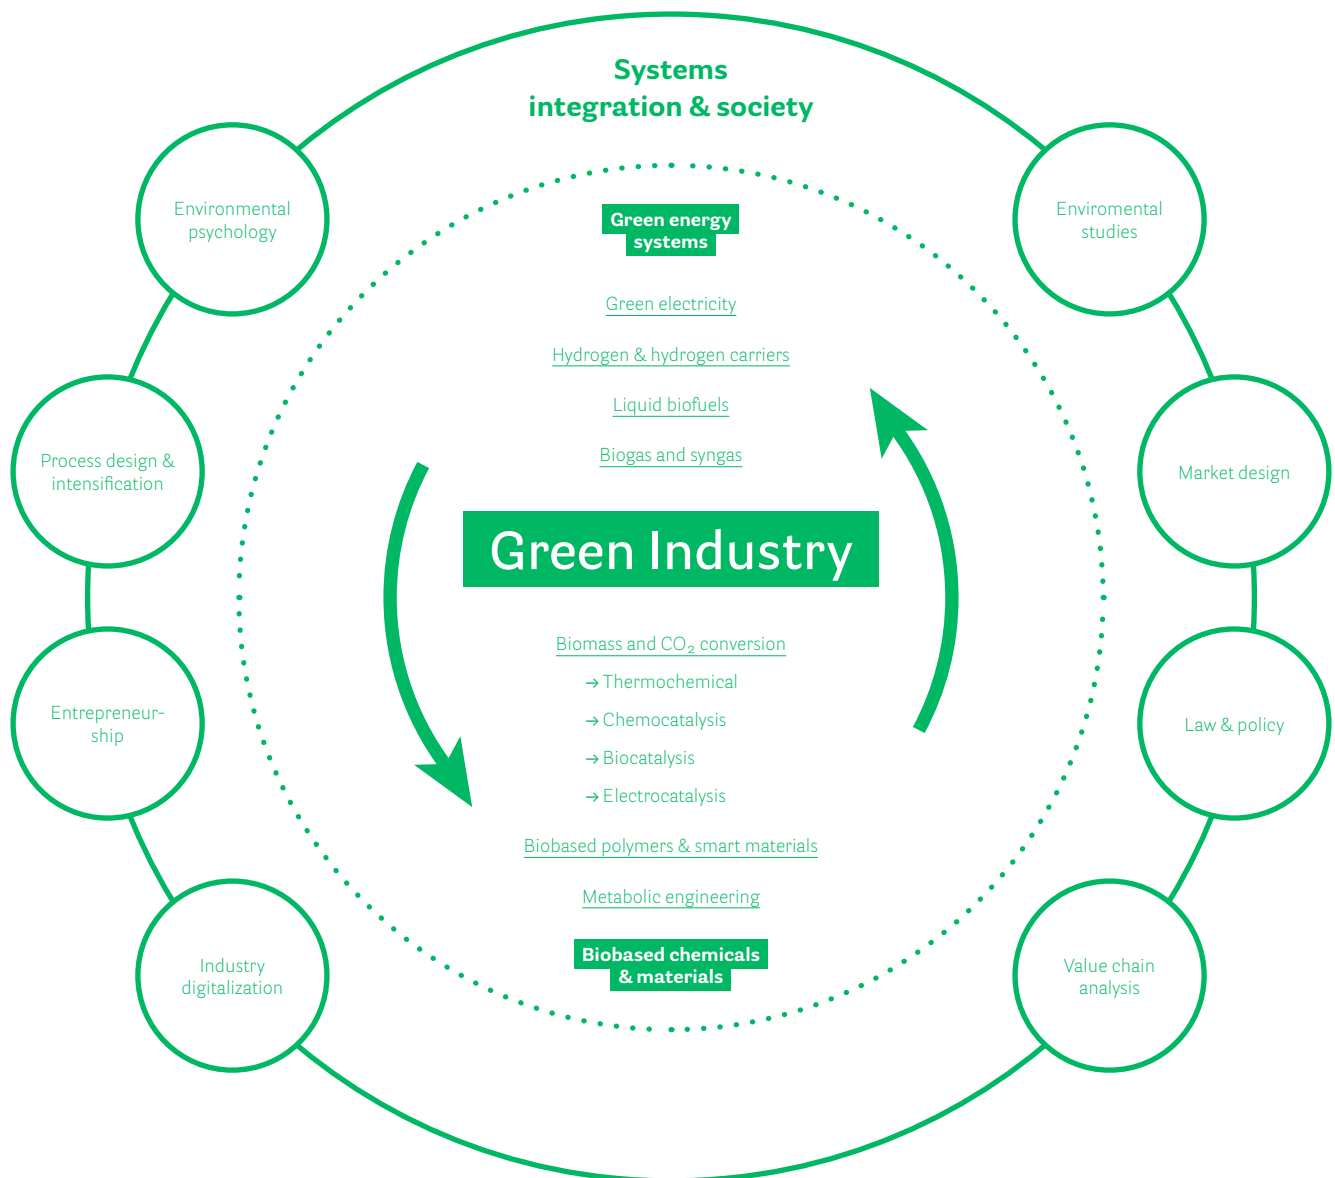 Systems
integration & society
Environmental
psychology
Enviromental
studies
Green energy
systems
Green electricity
Hydrogen & hydrogen carriers
Liquid biofuels
Biogas and syngas
Process design &
intensification
Market design
Green Industry
Biomass and CO₂ conversion
→ Thermochemical
→ Chemocatalysis
→ Biocatalysis
→ Electrocatalysis
Entrepreneur-
ship
Law & policy
Biobased polymers & smart materials
Metabolic engineering
Biobased chemicals
& materials
Industry
digitalization
Value chain
analysis